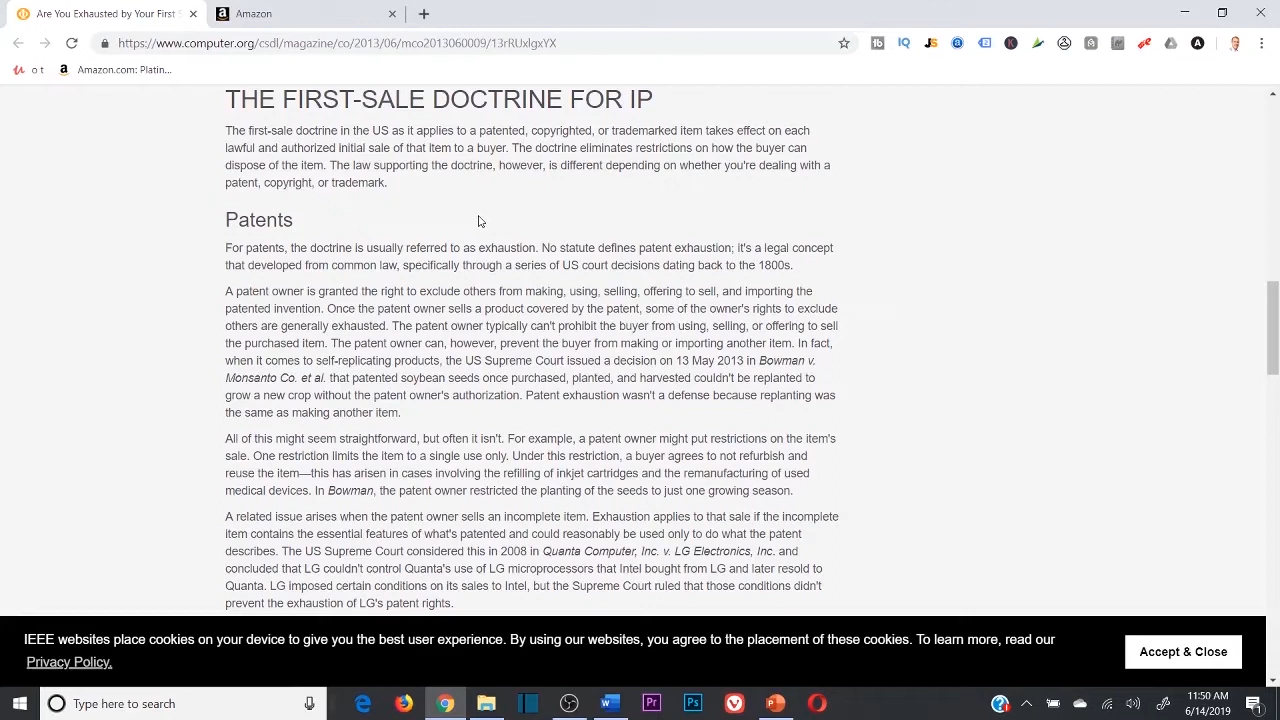 Are You Exhausted by Your First S
Amazon
https://www.computer.org/csdl/magazine/co/2013/06/mco2013060009/13rRUxlgxYX
o t
Amazon.com: Platin...
THE FIRST-SALE DOCTRINE FOR IP
The first-sale doctrine in the US as it applies to a patented, copyrighted, or trademarked item takes effect on each
lawful and authorized initial sale of that item to a buyer. The doctrine eliminates restrictions on how the buyer can
dispose of the item. The law supporting the doctrine, however, is different depending on whether you're dealing with a
patent, copyright, or trademark.
Patents
For patents, the doctrine is usually referred to as exhaustion. No statute defines patent exhaustion; it's a legal concept
that developed from common law, specifically through a series of US court decisions dating back to the 1800s.
A patent owner is granted the right to exclude others from making, using, selling, offering to sell, and importing the
patented invention. Once the patent owner sells a product covered by the patent, some of the owner's rights to exclude
others are generally exhausted. The patent owner typically can't prohibit the buyer from using, selling, or offering to sell
the purchased item. The patent owner can, however, prevent the buyer from making or importing another item. In fact,
when it comes to self-replicating products, the US Supreme Court issued a decision on 13 May 2013 in Bowman v.
Monsanto Co. et al. that patented soybean seeds once purchased, planted, and harvested couldn't be replanted to
grow a new crop without the patent owner's authorization. Patent exhaustion wasn't a defense because replanting was
the same as making another item.
All of this might seem straightforward, but often it isn't. For example, a patent owner might put restrictions on the item's
sale. One restriction limits the item to a single use only. Under this restriction, a buyer agrees to not refurbish and
reuse the item—this has arisen in cases involving the refilling of inkjet cartridges and the remanufacturing of used
medical devices. In Bowman, the patent owner restricted the planting of the seeds to just one growing season.
A related issue arises when the patent owner sells an incomplete item. Exhaustion applies to that sale if the incomplete
item contains the essential features of what's patented and could reasonably be used only to do what the patent
describes. The US Supreme Court considered this in 2008 in Quanta Computer, Inc. v. LG Electronics, Inc. and
concluded that LG couldn't control Quanta's use of LG microprocessors that Intel bought from LG and later resold to
Quanta. LG imposed certain conditions on its sales to Intel, but the Supreme Court ruled that those conditions didn't
prevent the exhaustion of LG's patent rights.
IEEE websites place cookies on your device to give you the best user experience. By using our websites, you agree to the placement of these cookies. To learn more, read our
Privacy Policy.
Accept & Close
Type here to search
11:50 AM
6/14/2019